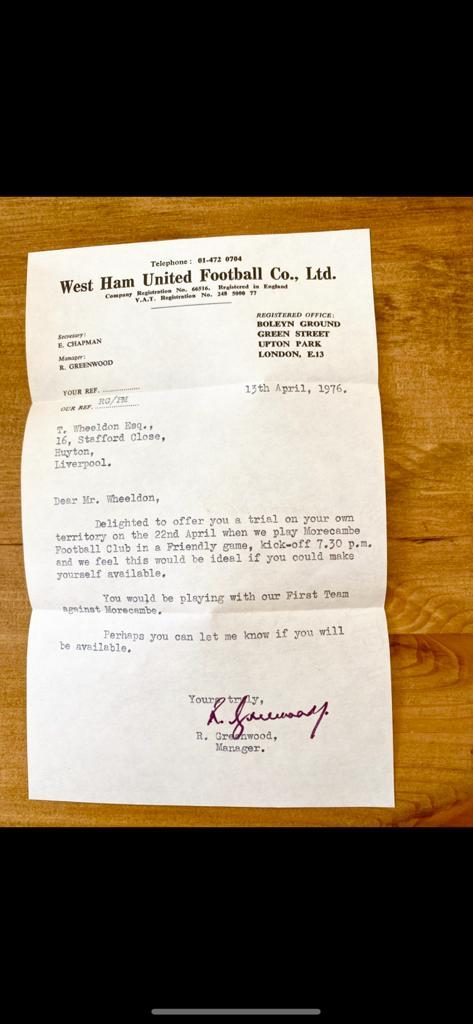 Telephone : 01-472 0704
West Ham United Football Co., Ltd.
Company Registration No. 66516. Registered in England
V.A.T. Registration No. 248 5000 77
REGISTERED OFFICE:
BOLEYN GROUND
GREEN STREET
UPTON PARK
LONDON, E.13
Secretary:
E. CHAPMAN
Manager:
R. GREENWOOD
YOUR REF. ..................
OUR REF. RG/PM
13th April, 1976.
T. Wheeldon Esq.,
16, Stafford Close,
Huyton,
Liverpool.
Dear Mr. Wheeldon,
Delighted to offer you a trial on your own
territory on the 22nd April when we play Morecambe
Football Club in a Friendly game, kick-off 7.30 p.m.
and we feel this would be ideal if you could make
yourself available.
You would be playing with our First Team
against Morecambe.
Perhaps you can let me know if you will
be available.
Yours truly,
R. Greenwood.
R. Greenwood,
Manager.